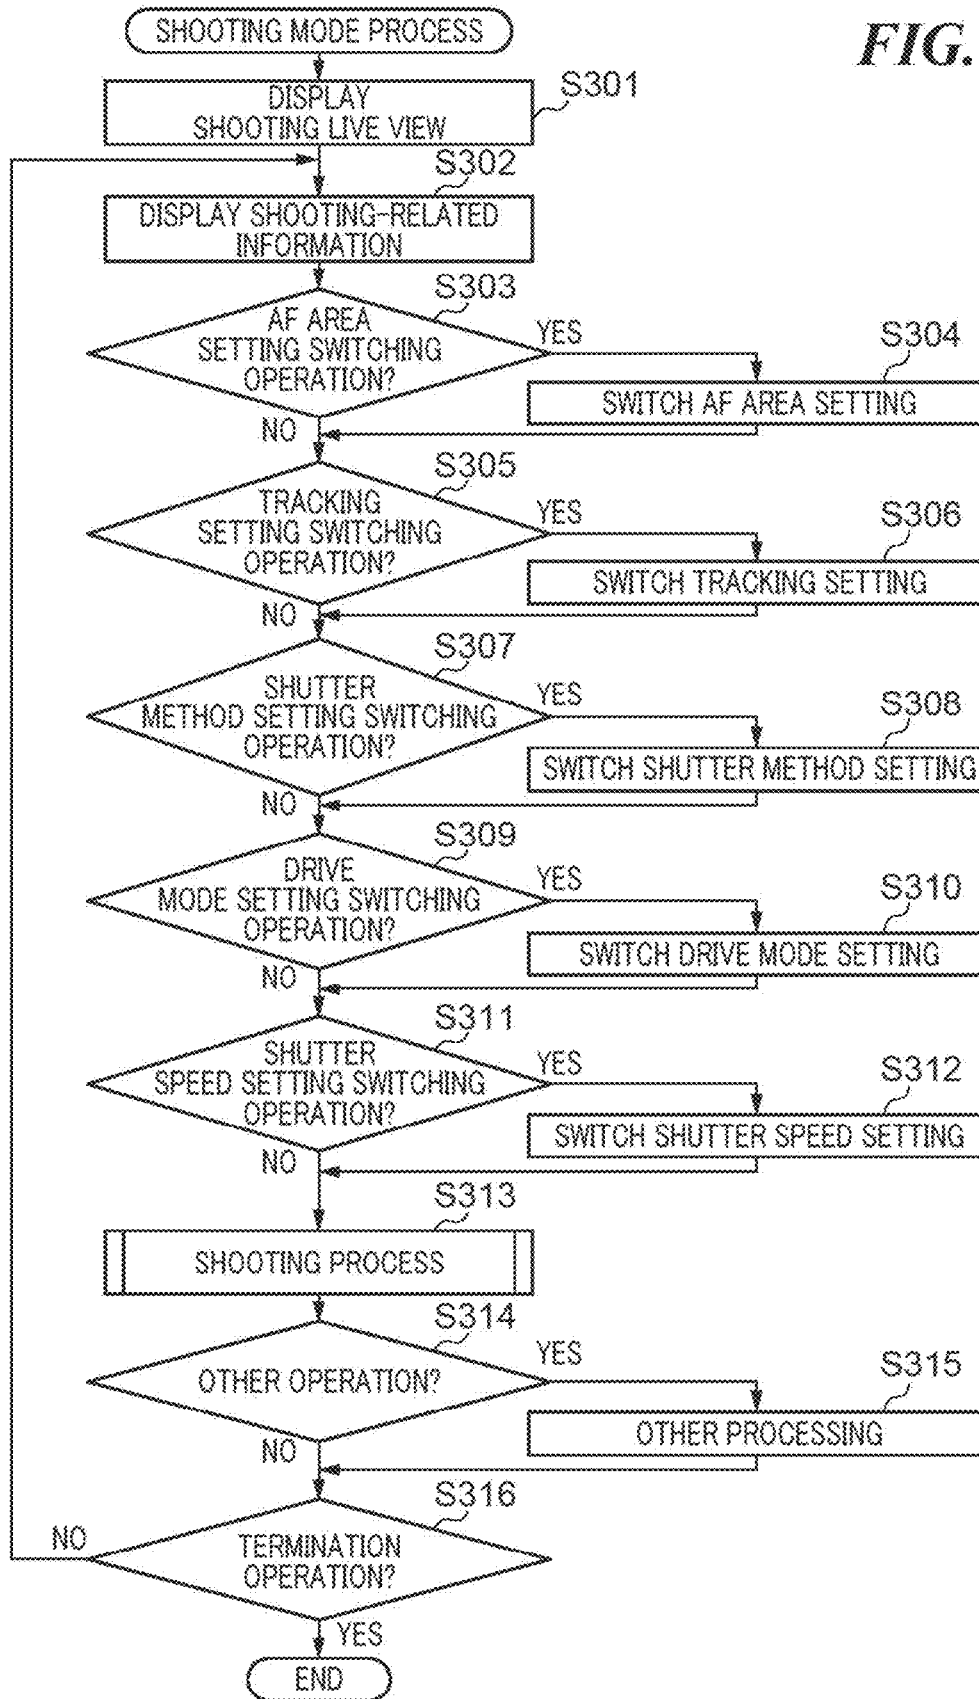 FIG.
SHOOTING MODE PROCESS
S301
DISPLAY
SHOOTING LIVE VIEW
S302
DISPLAY SHOOTING-RELATED
INFORMATION
S303
AF AREA
SETTING SWITCHING
OPERATION?
YES
S304
SWITCH AF AREA SETTING
NO
S305
TRACKING
SETTING SWITCHING
OPERATION?
YES
S306
SWITCH TRACKING SETTING
NO
S307
SHUTTER
METHOD SETTING SWITCHING
OPERATION?
YES
S308
SWITCH SHUTTER METHOD SETTING
NO
S309
DRIVE
MODE SETTING SWITCHING
OPERATION?
YES
S310
SWITCH DRIVE MODE SETTING
NO
S311
SHUTTER
SPEED SETTING SWITCHING
OPERATION?
YES
S312
SWITCH SHUTTER SPEED SETTING
NO
S313
SHOOTING PROCESS
S314
OTHER OPERATION?
YES
S315
OTHER PROCESSING
NO
S316
TERMINATION
OPERATION?
NO
YES
END